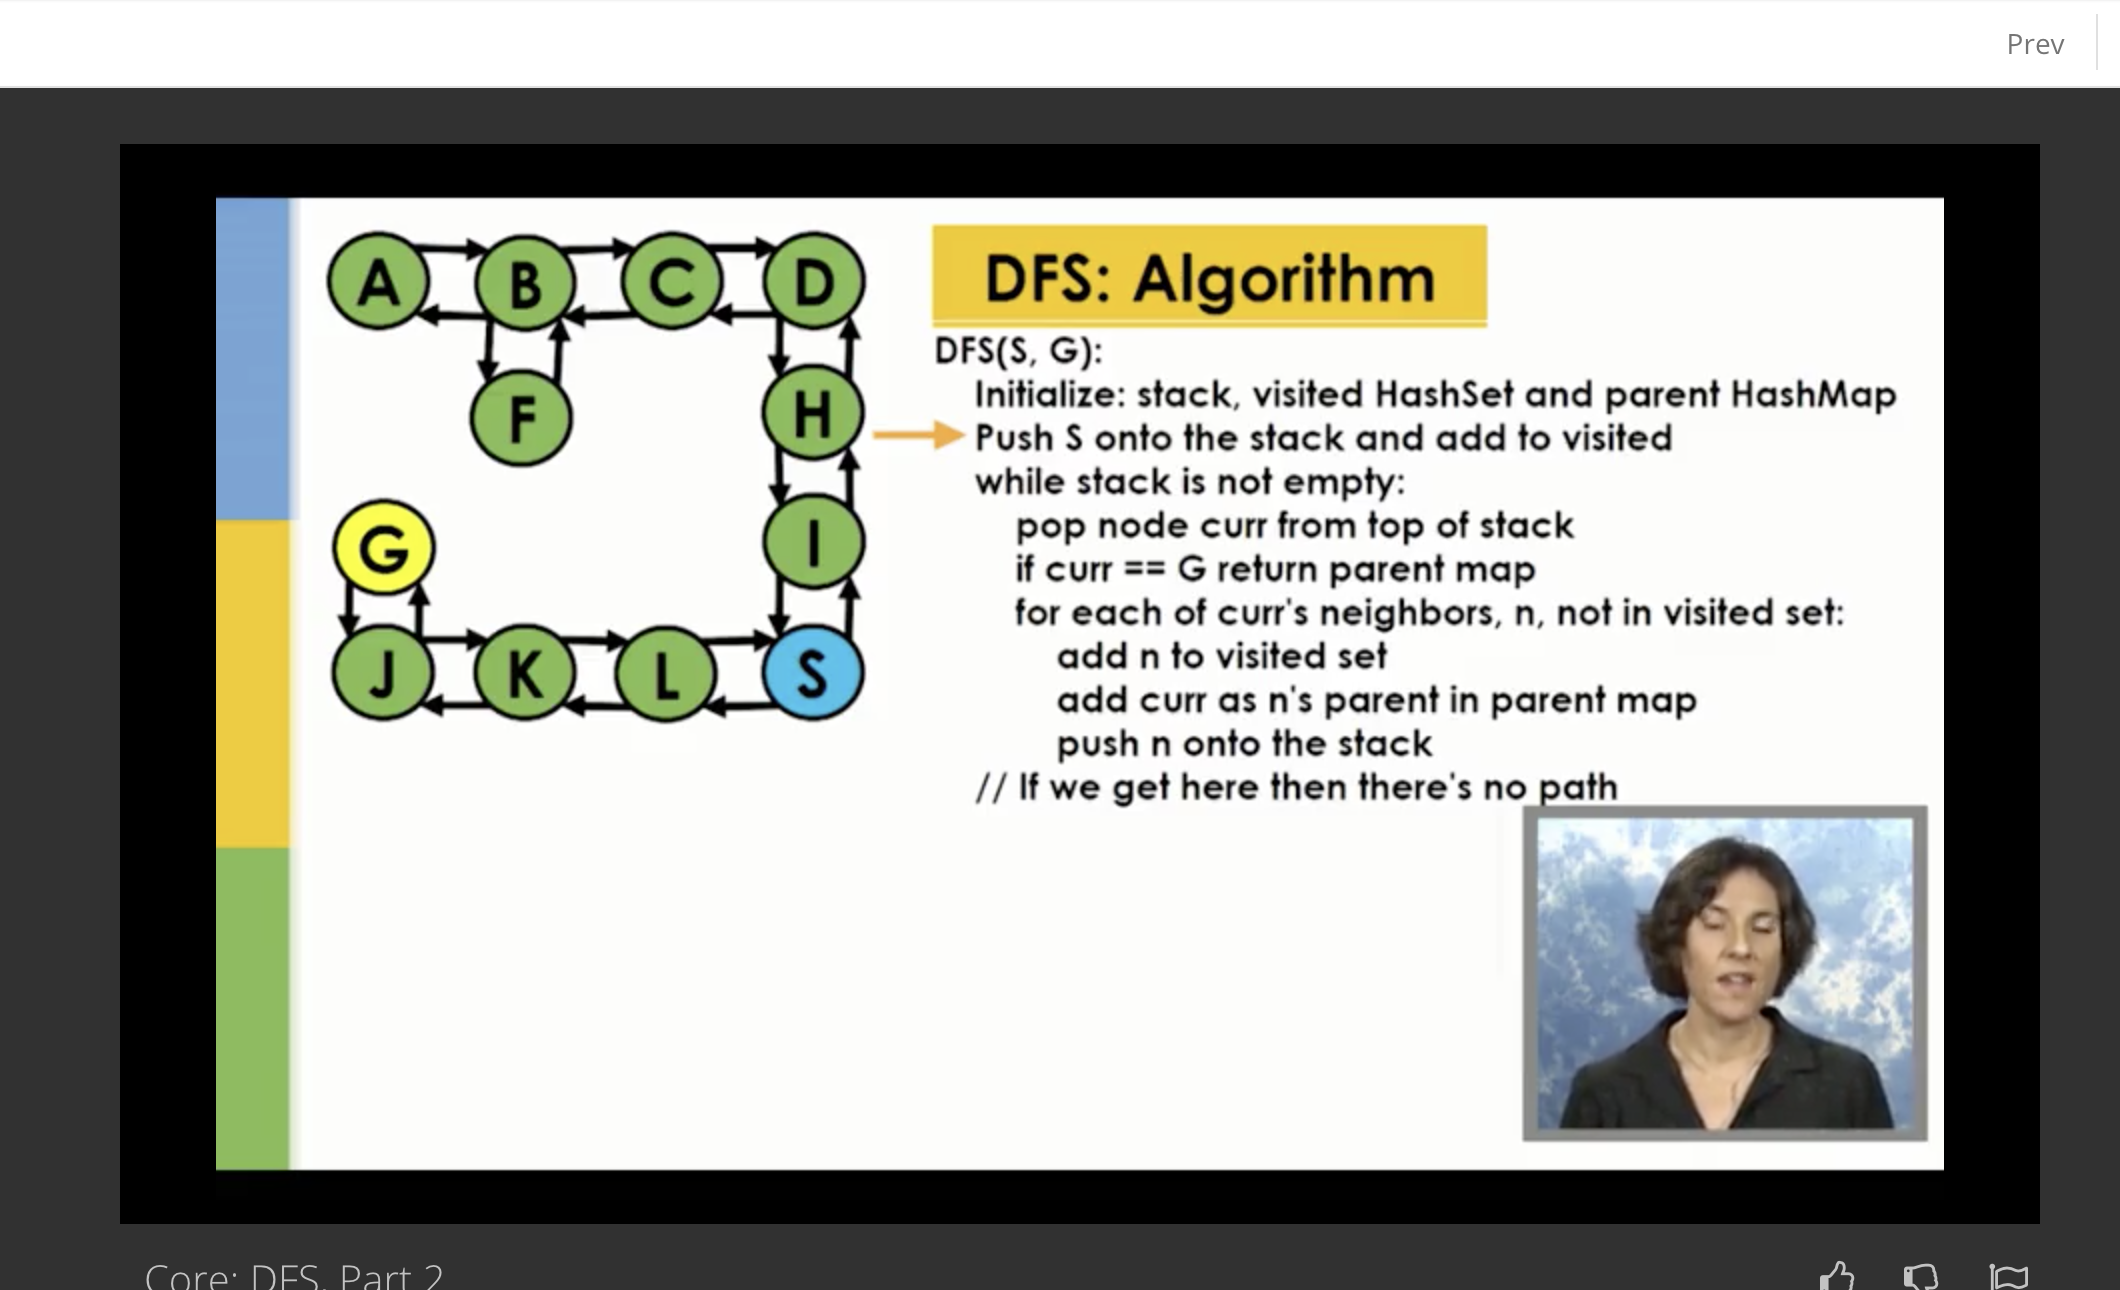 Prev
A B C D
F H
G I
J K L S
DFS: Algorithm
DFS(S, G):
Initialize: stack, visited HashSet and parent HashMap
Push S onto the stack and add to visited
while stack is not empty:
pop node curr from top of stack
if curr == G return parent map
for each of curr's neighbors, n, not in visited set:
add n to visited set
add curr as n's parent in parent map
push n onto the stack
// If we get here then there's no path
Core: DFS, Part 2